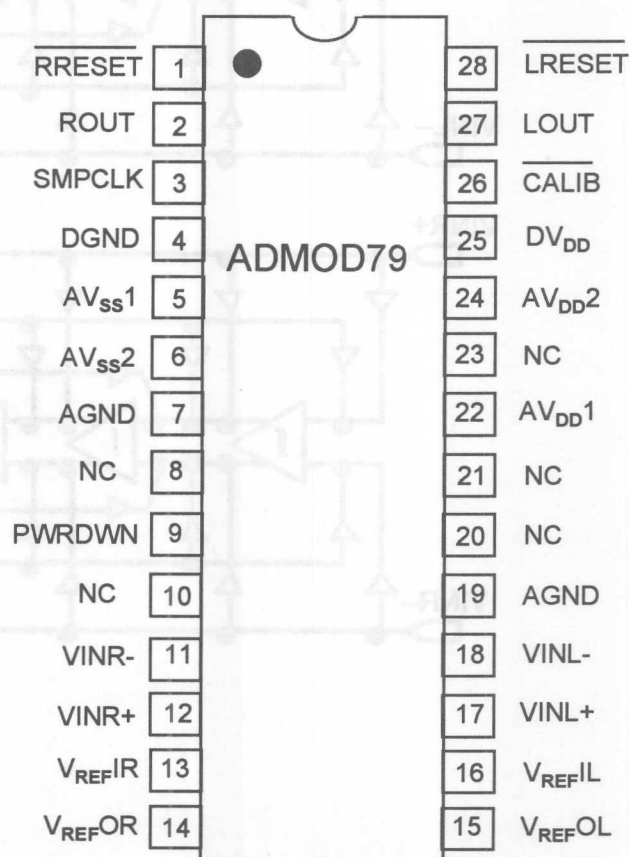 RRESET 1 28 LRESET
ROUT 2 27 LOUT
SMPCLK 3 26 CALIB
DGND 4 25 DVDD
ADMOD79
AVSS1 5 24 AVDD2
AVSS2 6 23 NC
AGND 7 22 AVDD1
NC 8 21 NC
PWRDWN 9 20 NC
NC 10 19 AGND
VINR- 11 18 VINL-
VINR+ 12 17 VINL+
VREFIR 13 16 VREFIL
VREFOR 14 15 VREFOL